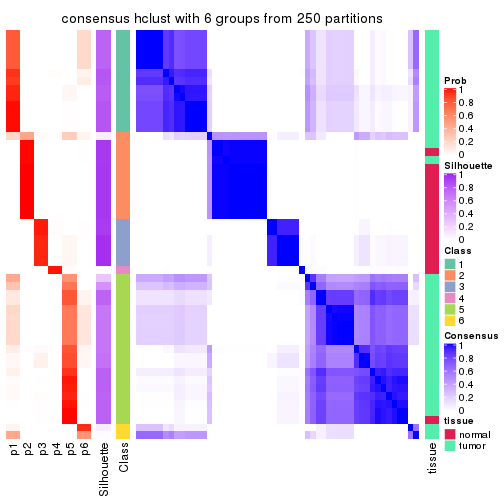 consensus hclust with 6 groups from 250 partitions
Prob
1
0.8
0.6
0.4
0.2
0
Silhouette
1
0.8
0.6
0.4
0.2
0
Class
1
2
3
4
5
6
Consensus
1
0.8
0.6
0.4
0.2
0
tissue
normal
tumor
p1
p2
p3
p4
p5
p6
Silhouette
Class
tissue